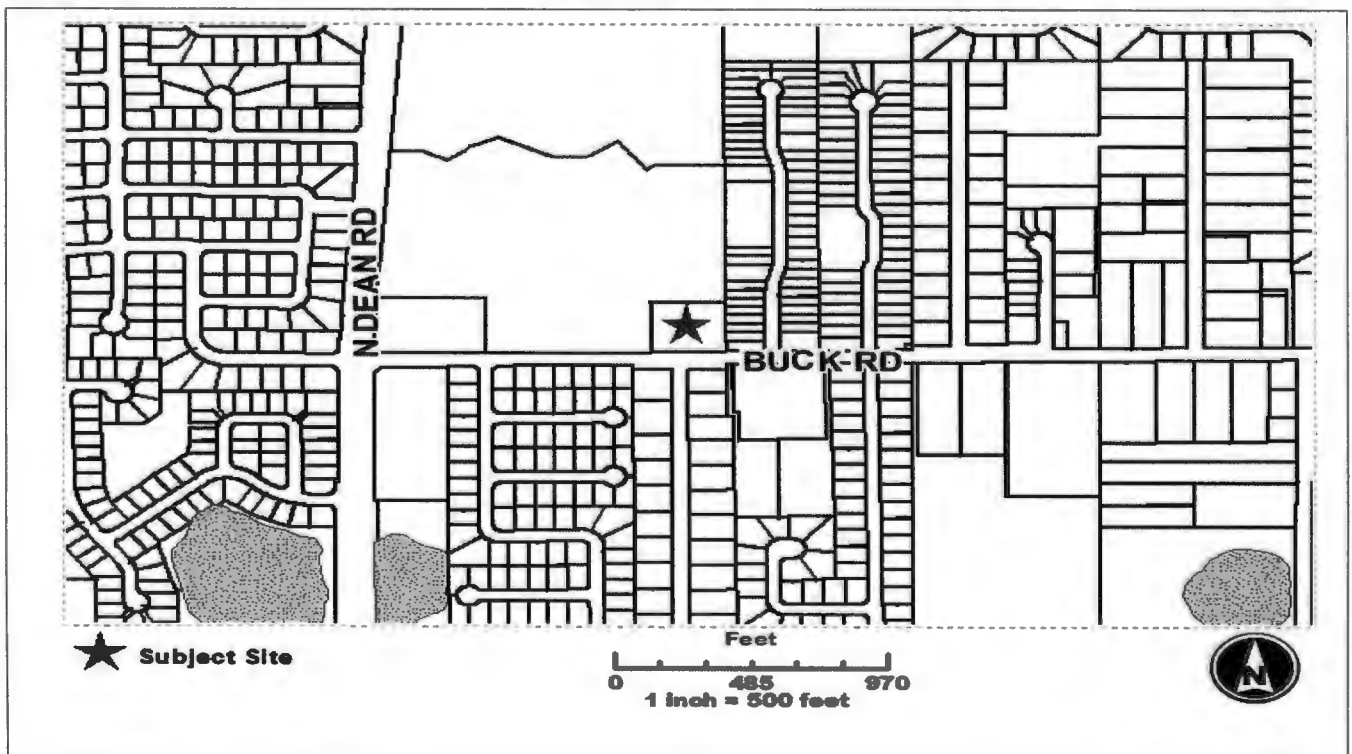 N.DEAN RD
BUCK RD
Subject Site
Feet
0 485 970
1 inch = 500 feet
N